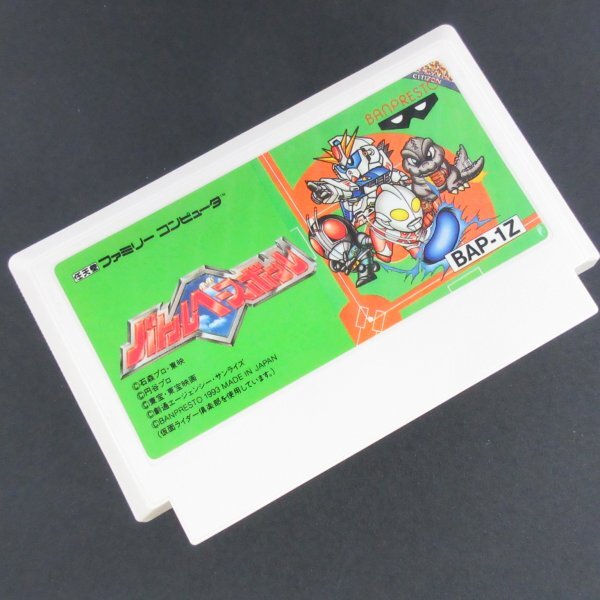 CITIZEN
BANPRESTO
任天堂 ファミリー コンピュータ™
バトルベースボール
BAP-1Z
©石森プロ・東映
©円谷プロ
©東宝・東宝映画
©創通エージェンシー・サンライズ
©BANPRESTO 1993 MADE IN JAPAN
(仮面ライダー倶楽部を使用しています。)